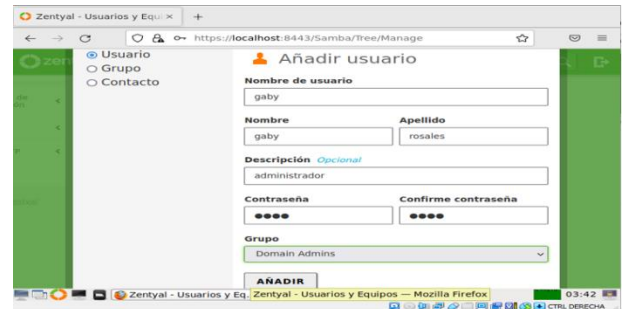 Zentyal - Usuarios y Equi ×
https://localhost:8443/Samba/Tree/Manage
Usuario
Grupo
Contacto
Añadir usuario
Nombre de usuario
gaby
Nombre Apellido
gaby rosales
Descripción Opcional
administrador
Contraseña Confirme contraseña
Grupo
Domain Admins
AÑADIR
Zentyal - Usuarios y Eq. Zentyal - Usuarios y Equipos — Mozilla Firefox 03:42
CTRL DERECHA